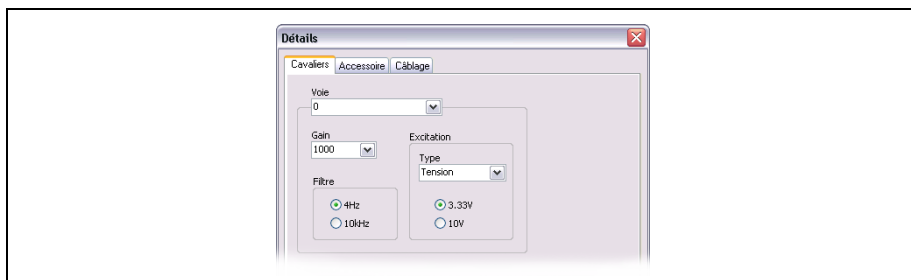 Détails
Cavaliers Accessoire Câblage
Voie
0
Gain
1000
Excitation
Type
Tension
Filtre
4Hz
10kHz
3.33V
10V